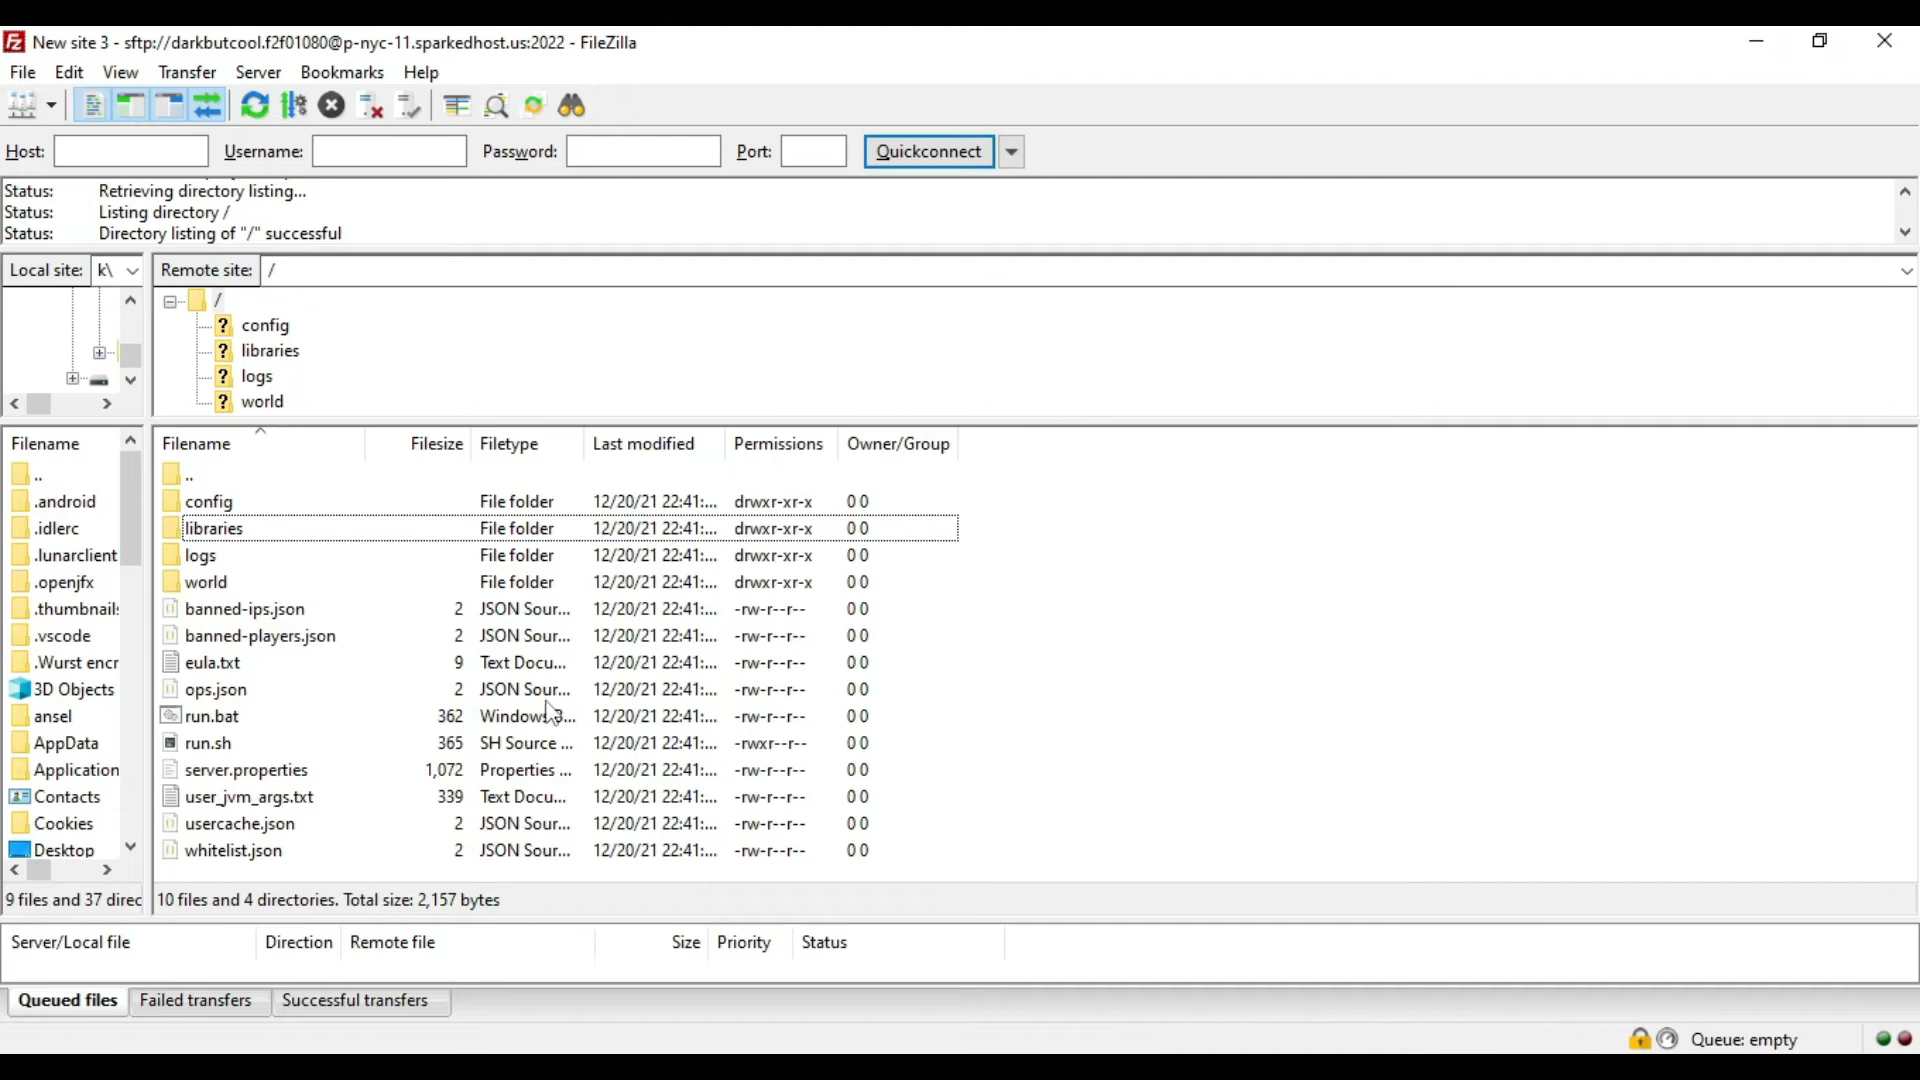 New site 3 - sftp://darkbutcool.f2f01080@p-nyc-11.sparkedhost.us:2022 - FileZilla
File Edit View Transfer Server Bookmarks Help
Host: Username: Password: Port: Quickconnect
Status: Retrieving directory listing...
Status: Listing directory /
Status: Directory listing of "/" successful
Local site: k\ Remote site: /
/
config
libraries
logs
world
Filename
..
.android
.idlerc
.lunarclient
.openjfx
.thumbnails
.vscode
.Wurst encr
3D Objects
ansel
AppData
Application
Contacts
Cookies
Desktop
9 files and 37 direc
Filename Filesize Filetype Last modified Permissions Owner/Group
..
config File folder 12/20/21 22:41:... drwxr-xr-x 0 0
libraries File folder 12/20/21 22:41:... drwxr-xr-x 0 0
logs File folder 12/20/21 22:41:... drwxr-xr-x 0 0
world File folder 12/20/21 22:41:... drwxr-xr-x 0 0
banned-ips.json 2 JSON Sour... 12/20/21 22:41:... -rw-r--r-- 0 0
banned-players.json 2 JSON Sour... 12/20/21 22:41:... -rw-r--r-- 0 0
eula.txt 9 Text Docu... 12/20/21 22:41:... -rw-r--r-- 0 0
ops.json 2 JSON Sour... 12/20/21 22:41:... -rw-r--r-- 0 0
run.bat 362 Windows B... 12/20/21 22:41:... -rw-r--r-- 0 0
run.sh 365 SH Source ... 12/20/21 22:41:... -rwxr--r-- 0 0
server.properties 1,072 Properties ... 12/20/21 22:41:... -rw-r--r-- 0 0
user_jvm_args.txt 339 Text Docu... 12/20/21 22:41:... -rw-r--r-- 0 0
usercache.json 2 JSON Sour... 12/20/21 22:41:... -rw-r--r-- 0 0
whitelist.json 2 JSON Sour... 12/20/21 22:41:... -rw-r--r-- 0 0
10 files and 4 directories. Total size: 2,157 bytes
Server/Local file Direction Remote file Size Priority Status
Queued files Failed transfers Successful transfers
Queue: empty